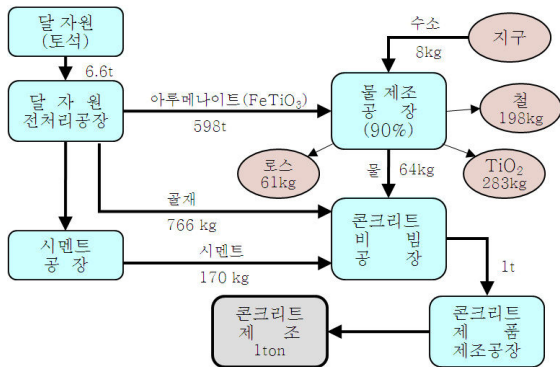 달 자원
(토석)
수소
8kg
지구
6.6t
달 자원
전처리공장
아루메나이트(FeTiO₃)
598t
물 제조
공 장
(90%)
철
198kg
로스
61kg
물
64kg
TiO₂
283kg
골재
766 kg
시멘트
공 장
시멘트
170 kg
콘크리트
비 빔
공 장
1t
콘크리트
제 조
1ton
콘크리트
제 품
제조공장